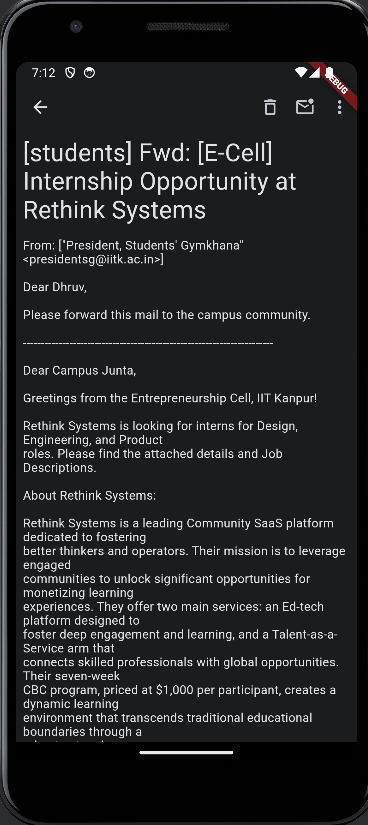 7:12
DEBUG
[students] Fwd: [E-Cell]
Internship Opportunity at
Rethink Systems
From: ["President, Students' Gymkhana"
<presidentsg@iitk.ac.in>]
Dear Dhruv,
Please forward this mail to the campus community.
----------------------------------------------------------------------
Dear Campus Junta,
Greetings from the Entrepreneurship Cell, IIT Kanpur!
Rethink Systems is looking for interns for Design,
Engineering, and Product
roles. Please find the attached details and Job
Descriptions.
About Rethink Systems:
Rethink Systems is a leading Community SaaS platform
dedicated to fostering
better thinkers and operators. Their mission is to leverage
engaged
communities to unlock significant opportunities for
monetizing learning
experiences. They offer two main services: an Ed-tech
platform designed to
foster deep engagement and learning, and a Talent-as-a-
Service arm that
connects skilled professionals with global opportunities.
Their seven-week
CBC program, priced at $1,000 per participant, creates a
dynamic learning
environment that transcends traditional educational
boundaries through a